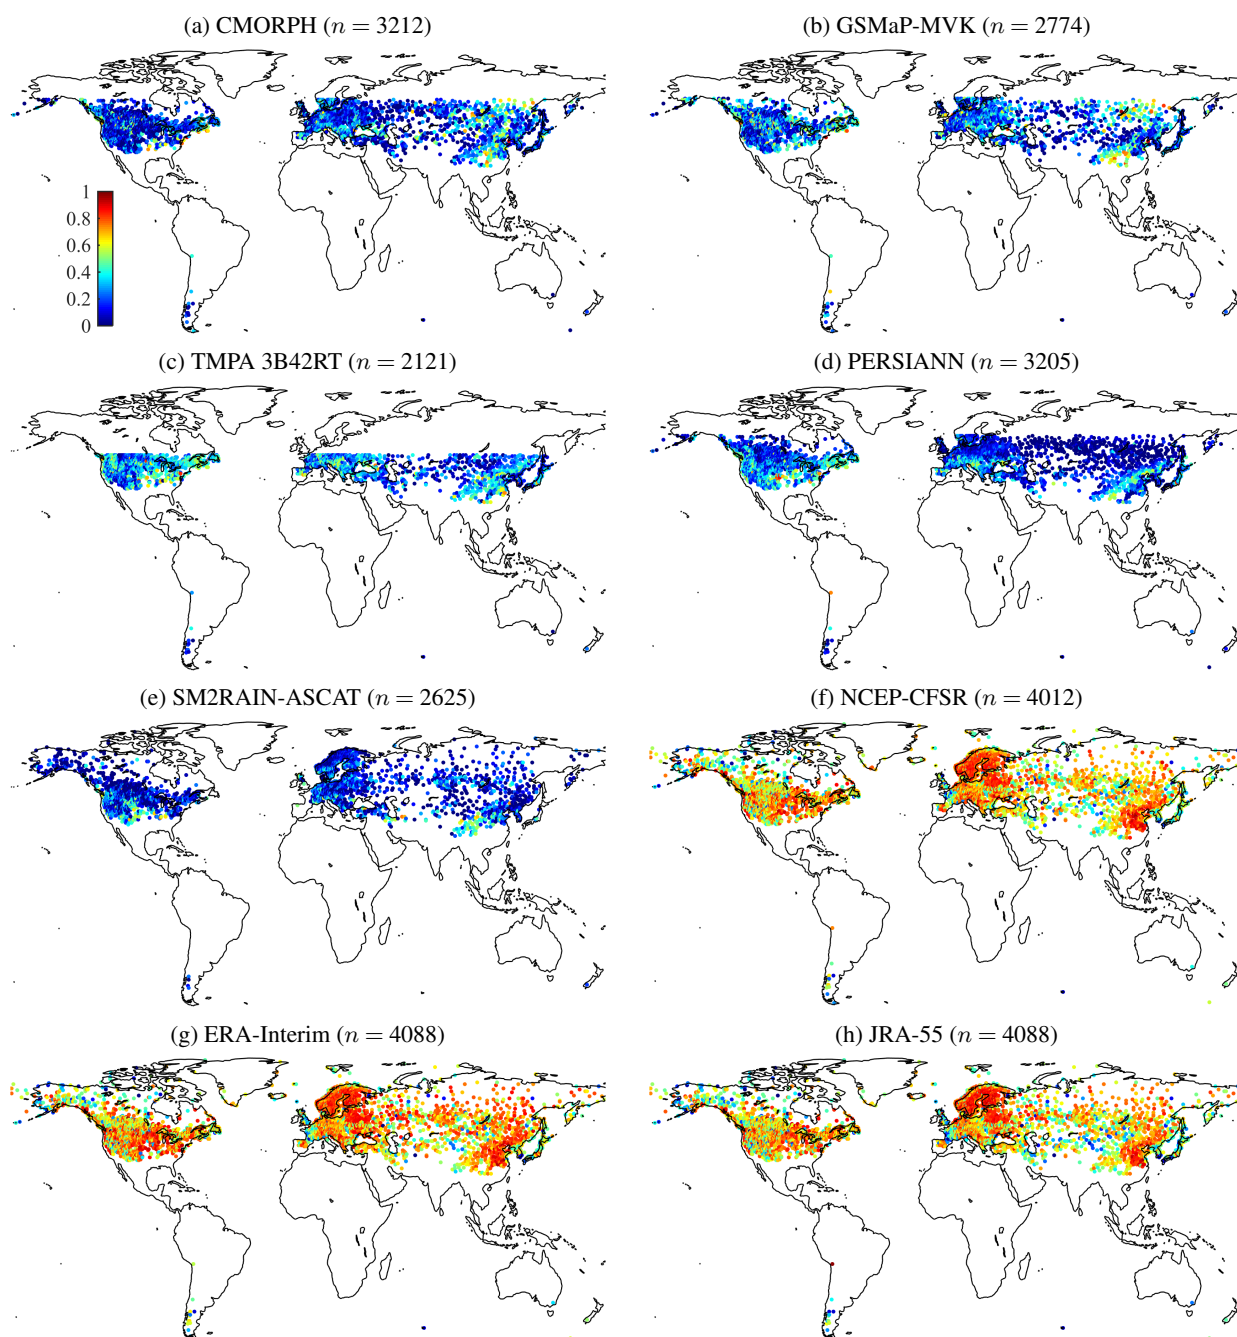 (a) CMORPH (n = 3212)
(b) GSMaP-MVK (n = 2774)
1
0.8
0.6
0.4
0.2
0
(c) TMPA 3B42RT (n = 2121)
(d) PERSIANN (n = 3205)
(e) SM2RAIN-ASCAT (n = 2625)
(f) NCEP-CFSR (n = 4012)
(g) ERA-Interim (n = 4088)
(h) JRA-55 (n = 4088)